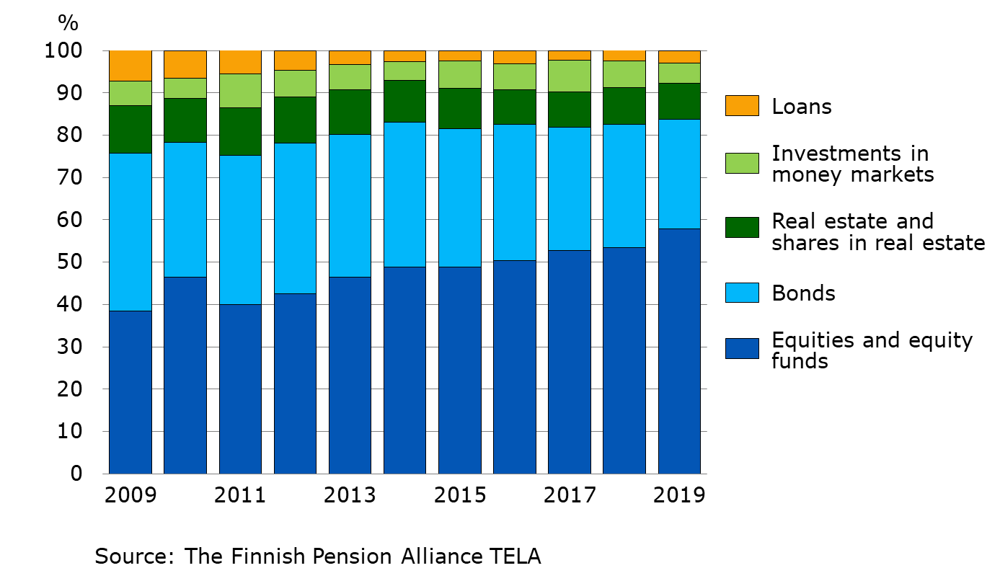 %
100
90
80
70
60
50
40
30
20
10
0
2009 2011 2013 2015 2017 2019
Loans
Investments in
money markets
Real estate and
shares in real estate
Bonds
Equities and equity
funds
Source: The Finnish Pension Alliance TELA